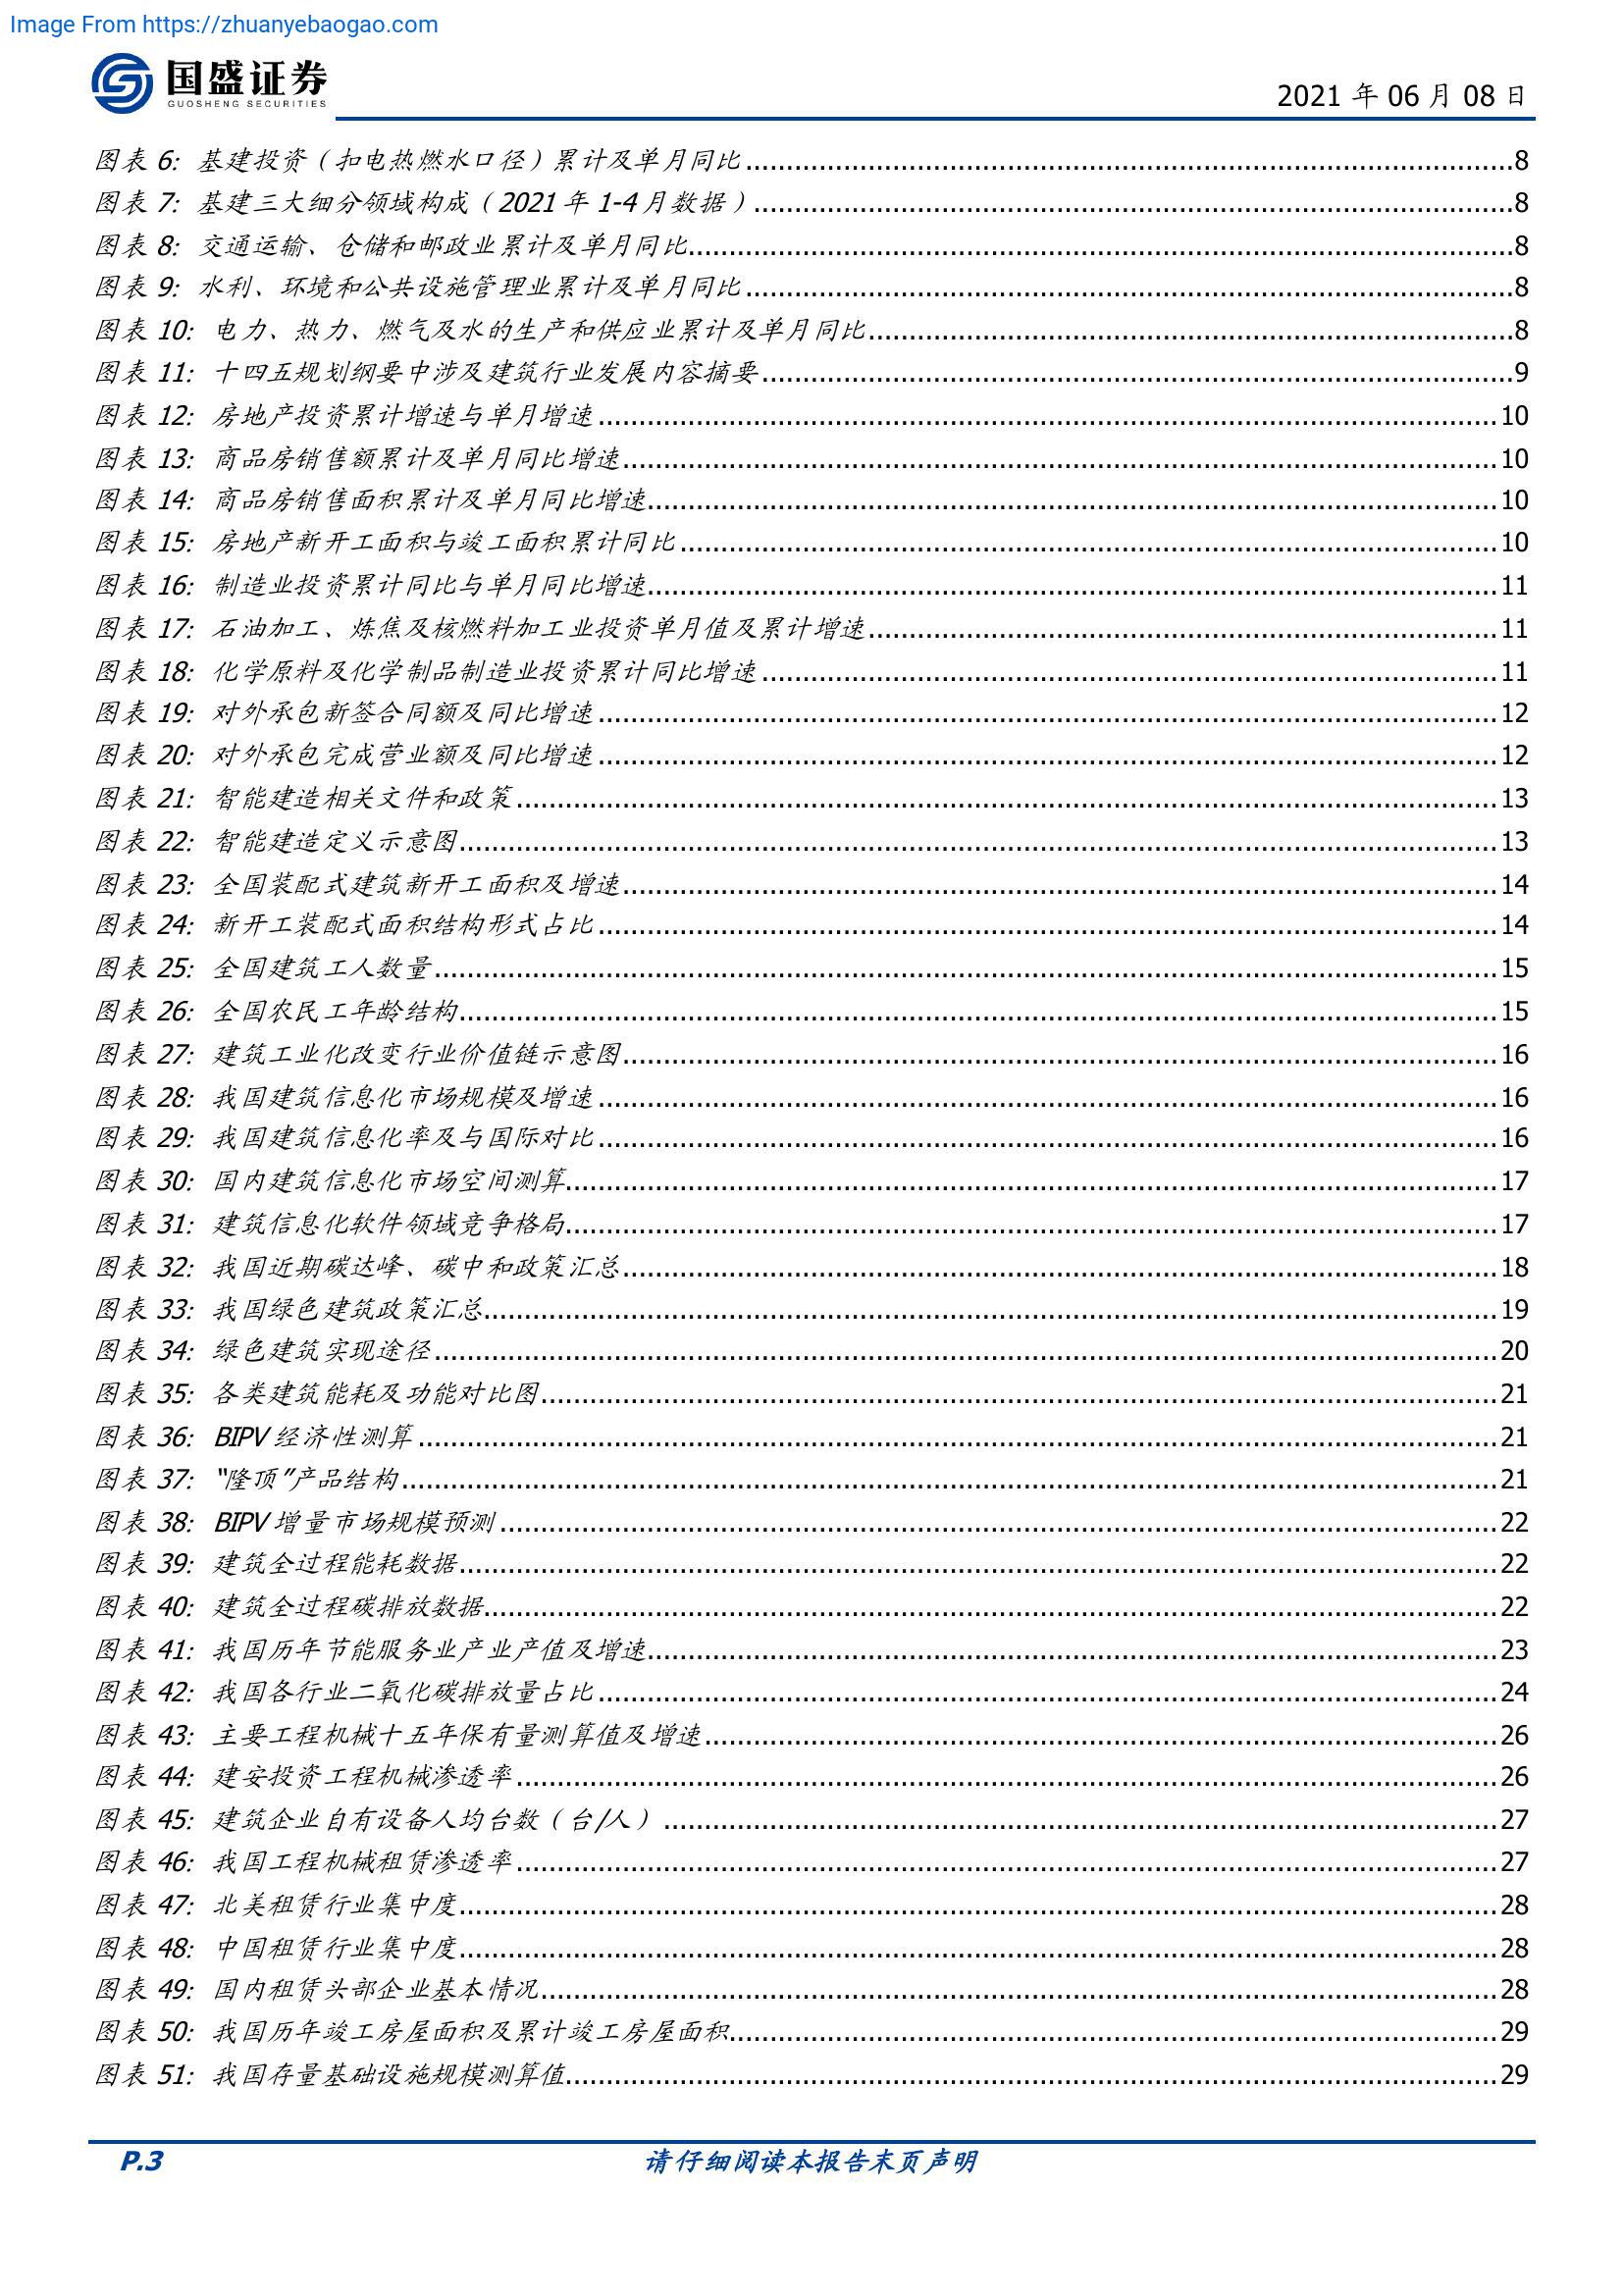 Image From https://zhuanyebaogao.com
国盛证券
GUOSHENG SECURITIES
2021 年 06 月 08 日
图表 6: 基建投资（扣电热燃水口径）累计及单月同比........8
图表 7: 基建三大细分领域构成（2021 年 1-4 月数据）........8
图表 8: 交通运输、仓储和邮政业累计及单月同比........8
图表 9: 水利、环境和公共设施管理业累计及单月同比........8
图表 10: 电力、热力、燃气及水的生产和供应业累计及单月同比........8
图表 11: 十四五规划纲要中涉及建筑行业发展内容摘要........9
图表 12: 房地产投资累计增速与单月增速........10
图表 13: 商品房销售额累计及单月同比增速........10
图表 14: 商品房销售面积累计及单月同比增速........10
图表 15: 房地产新开工面积与竣工面积累计同比........10
图表 16: 制造业投资累计同比与单月同比增速........11
图表 17: 石油加工、炼焦及核燃料加工业投资单月值及累计增速........11
图表 18: 化学原料及化学制品制造业投资累计同比增速........11
图表 19: 对外承包新签合同额及同比增速........12
图表 20: 对外承包完成营业额及同比增速........12
图表 21: 智能建造相关文件和政策........13
图表 22: 智能建造定义示意图........13
图表 23: 全国装配式建筑新开工面积及增速........14
图表 24: 新开工装配式面积结构形式占比........14
图表 25: 全国建筑工人数量........15
图表 26: 全国农民工年龄结构........15
图表 27: 建筑工业化改变行业价值链示意图........16
图表 28: 我国建筑信息化市场规模及增速........16
图表 29: 我国建筑信息化率及与国际对比........16
图表 30: 国内建筑信息化市场空间测算........17
图表 31: 建筑信息化软件领域竞争格局........17
图表 32: 我国近期碳达峰、碳中和政策汇总........18
图表 33: 我国绿色建筑政策汇总........19
图表 34: 绿色建筑实现途径........20
图表 35: 各类建筑能耗及功能对比图........21
图表 36: BIPV 经济性测算........21
图表 37: “隆顶”产品结构........21
图表 38: BIPV 增量市场规模预测........22
图表 39: 建筑全过程能耗数据........22
图表 40: 建筑全过程碳排放数据........22
图表 41: 我国历年节能服务业产业产值及增速........23
图表 42: 我国各行业二氧化碳排放量占比........24
图表 43: 主要工程机械十五年保有量测算值及增速........26
图表 44: 建安投资工程机械渗透率........26
图表 45: 建筑企业自有设备人均台数（台/人）........27
图表 46: 我国工程机械租赁渗透率........27
图表 47: 北美租赁行业集中度........28
图表 48: 中国租赁行业集中度........28
图表 49: 国内租赁头部企业基本情况........28
图表 50: 我国历年竣工房屋面积及累计竣工房屋面积........29
图表 51: 我国存量基础设施规模测算值........29
P.3
请仔细阅读本报告末页声明